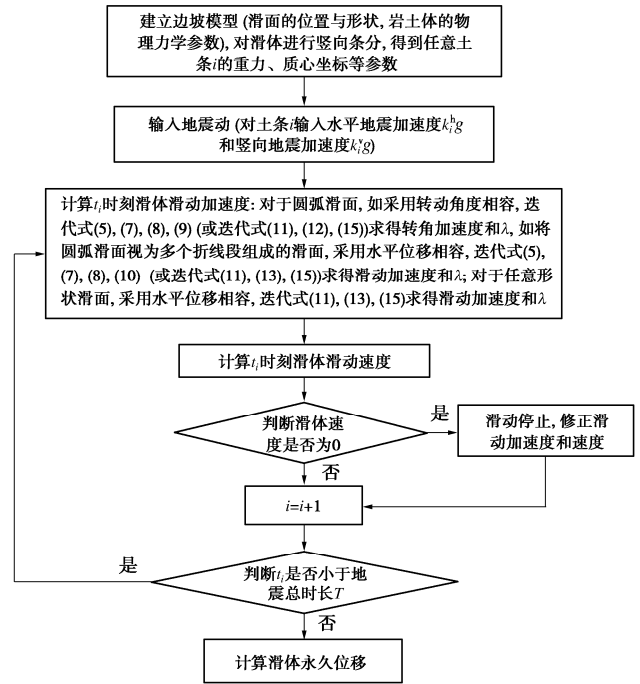 建立边坡模型 (滑面的位置与形状, 岩土体的物
理力学参数), 对滑体进行竖向条分, 得到任意土
条i的重力、质心坐标等参数
输入地震动 (对土条i输入水平地震加速度kᵢʰg
和竖向地震加速度kᵢᵛg)
计算tᵢ时刻滑体滑动加速度: 对于圆弧滑面, 如采用转动角度相容, 迭
代式(5), (7), (8), (9) (或迭代式(11), (12), (15))求得转角加速度和λ, 如将
圆弧滑面视为多个折线段组成的滑面, 采用水平位移相容, 迭代式(5),
(7), (8), (10) (或迭代式(11), (13), (15))求得滑动加速度和λ; 对于任意形
状滑面, 采用水平位移相容, 迭代式(11), (13), (15)求得滑动加速度和λ
计算tᵢ时刻滑体滑动速度
判断滑体速
度是否为0
是
滑动停止, 修正滑
动加速度和速度
否
i=i+1
判断tᵢ是否小于地
震总时长T
是
否
计算滑体永久位移